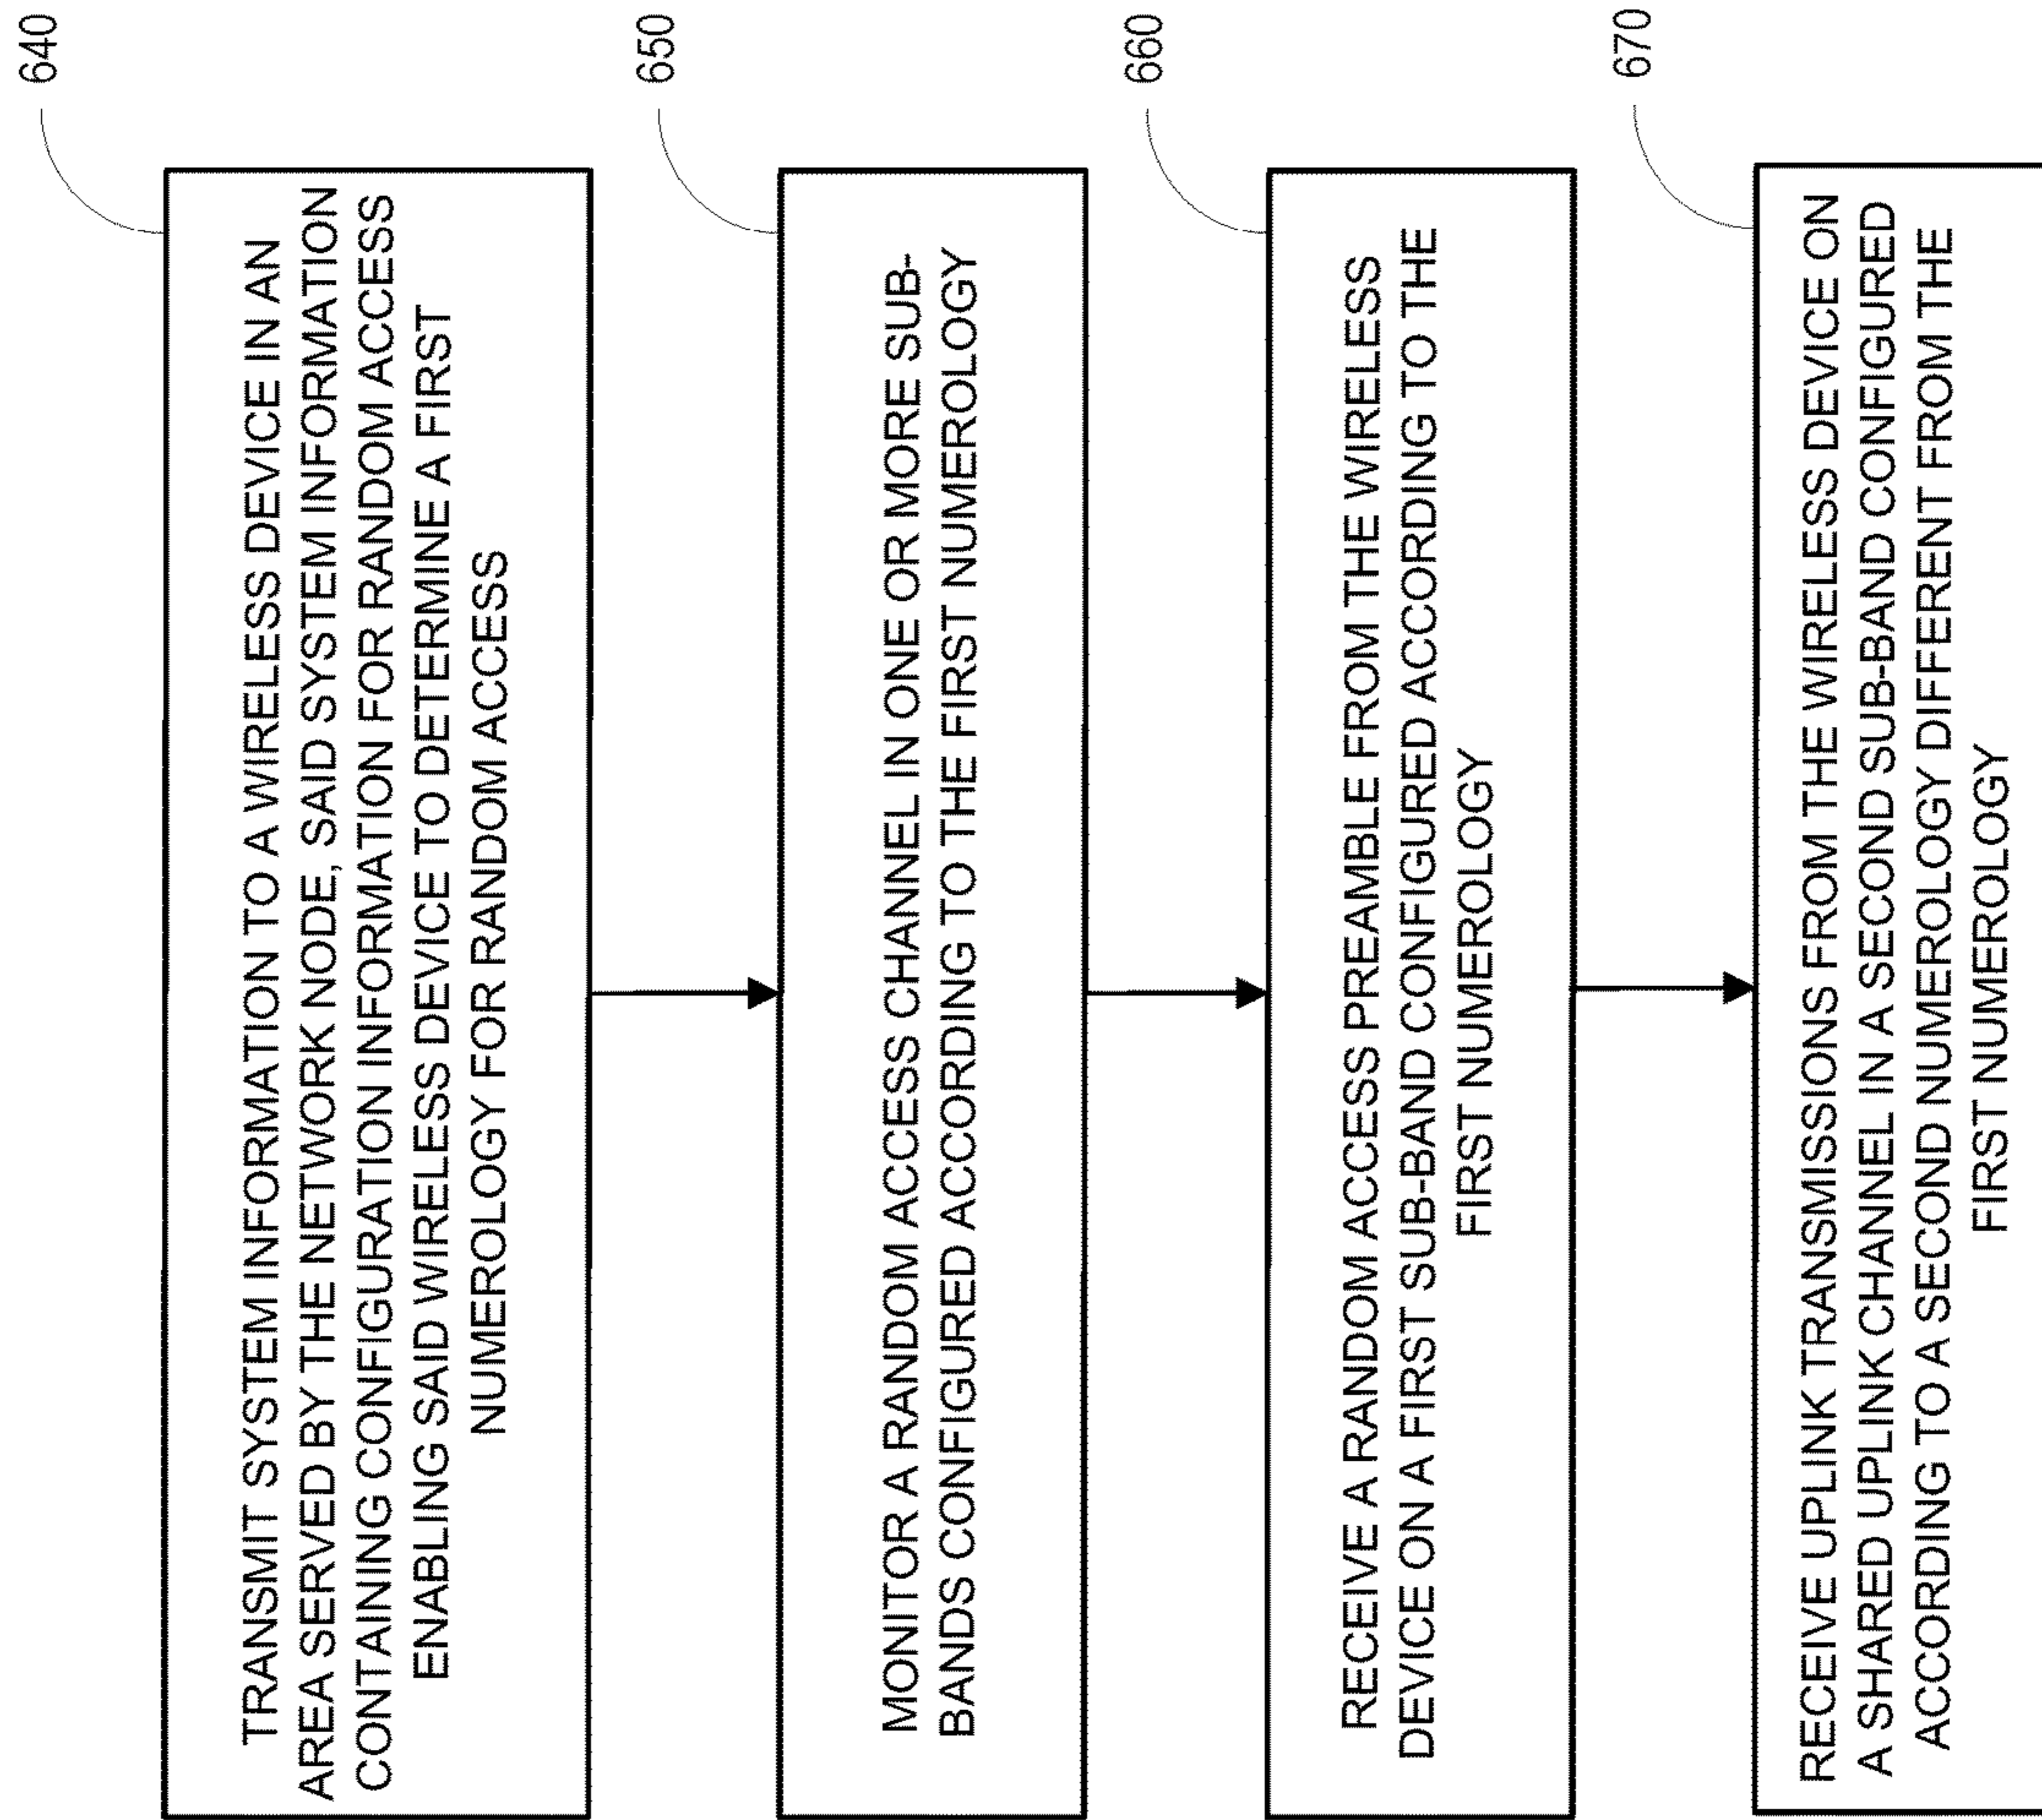 640
TRANSMIT SYSTEM INFORMATION TO A WIRELESS DEVICE IN AN
AREA SERVED BY THE NETWORK NODE, SAID SYSTEM INFORMATION
CONTAINING CONFIGURATION INFORMATION FOR RANDOM ACCESS
ENABLING SAID WIRELESS DEVICE TO DETERMINE A FIRST
NUMEROLOGY FOR RANDOM ACCESS
650
MONITOR A RANDOM ACCESS CHANNEL IN ONE OR MORE SUB-
BANDS CONFIGURED ACCORDING TO THE FIRST NUMEROLOGY
660
RECEIVE A RANDOM ACCESS PREAMBLE FROM THE WIRELESS
DEVICE ON A FIRST SUB-BAND CONFIGURED ACCORDING TO THE
FIRST NUMEROLOGY
670
RECEIVE UPLINK TRANSMISSIONS FROM THE WIRELESS DEVICE ON
A SHARED UPLINK CHANNEL IN A SECOND SUB-BAND CONFIGURED
ACCORDING TO A SECOND NUMEROLOGY DIFFERENT FROM THE
FIRST NUMEROLOGY